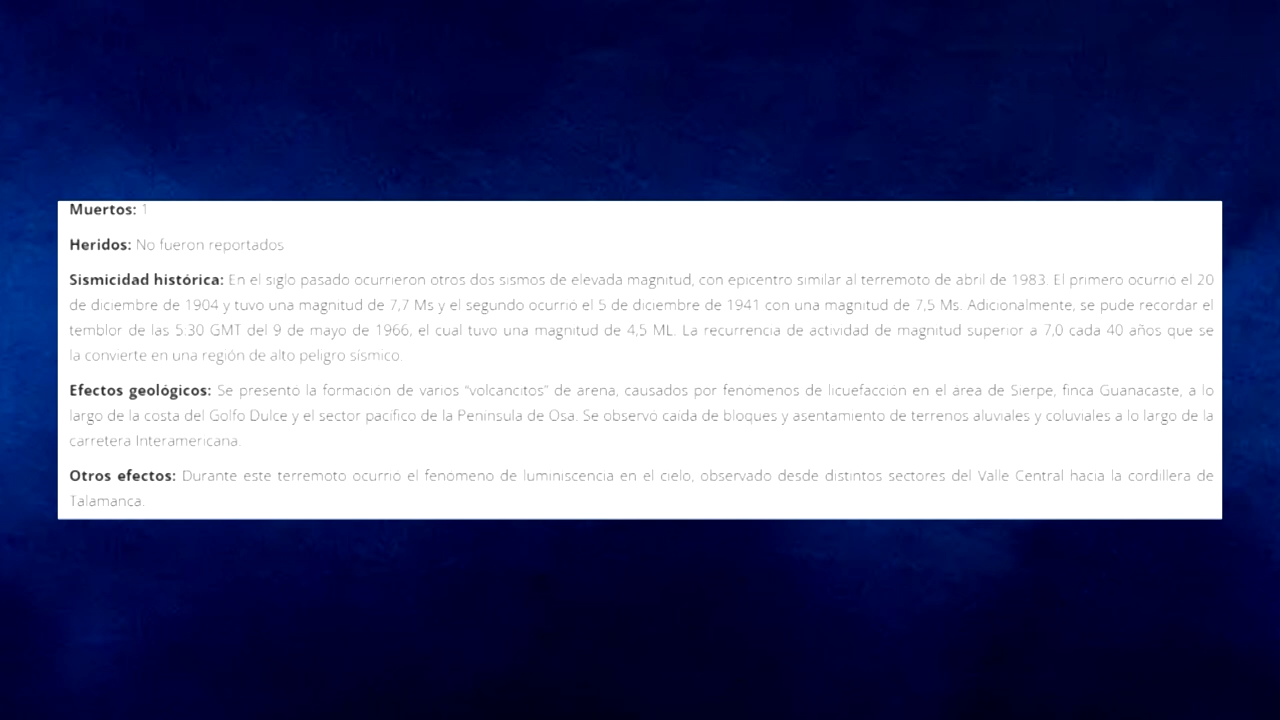 Muertos: 1
Heridos: No fueron reportados
Sismicidad histórica: En el siglo pasado ocurrieron otros dos sismos de elevada magnitud, con epicentro similar al terremoto de abril de 1983. El primero ocurrió el 20
de diciembre de 1904 y tuvo una magnitud de 7,7 Ms y el segundo ocurrió el 5 de diciembre de 1941 con una magnitud de 7,5 Ms. Adicionalmente, se pude recordar el
temblor de las 5:30 GMT del 9 de mayo de 1966, el cual tuvo una magnitud de 4,5 ML. La recurrencia de actividad de magnitud superior a 7,0 cada 40 años que se
la convierte en una región de alto peligro sísmico.
Efectos geológicos: Se presentó la formación de varios “volcancitos” de arena, causados por fenómenos de licuefacción en el área de Sierpe, finca Guanacaste, a lo
largo de la costa del Golfo Dulce y el sector pacífico de la Península de Osa. Se observó caída de bloques y asentamiento de terrenos aluviales y coluviales a lo largo de la
carretera Interamericana.
Otros efectos: Durante este terremoto ocurrió el fenómeno de luminiscencia en el cielo, observado desde distintos sectores del Valle Central hacia la cordillera de
Talamanca.